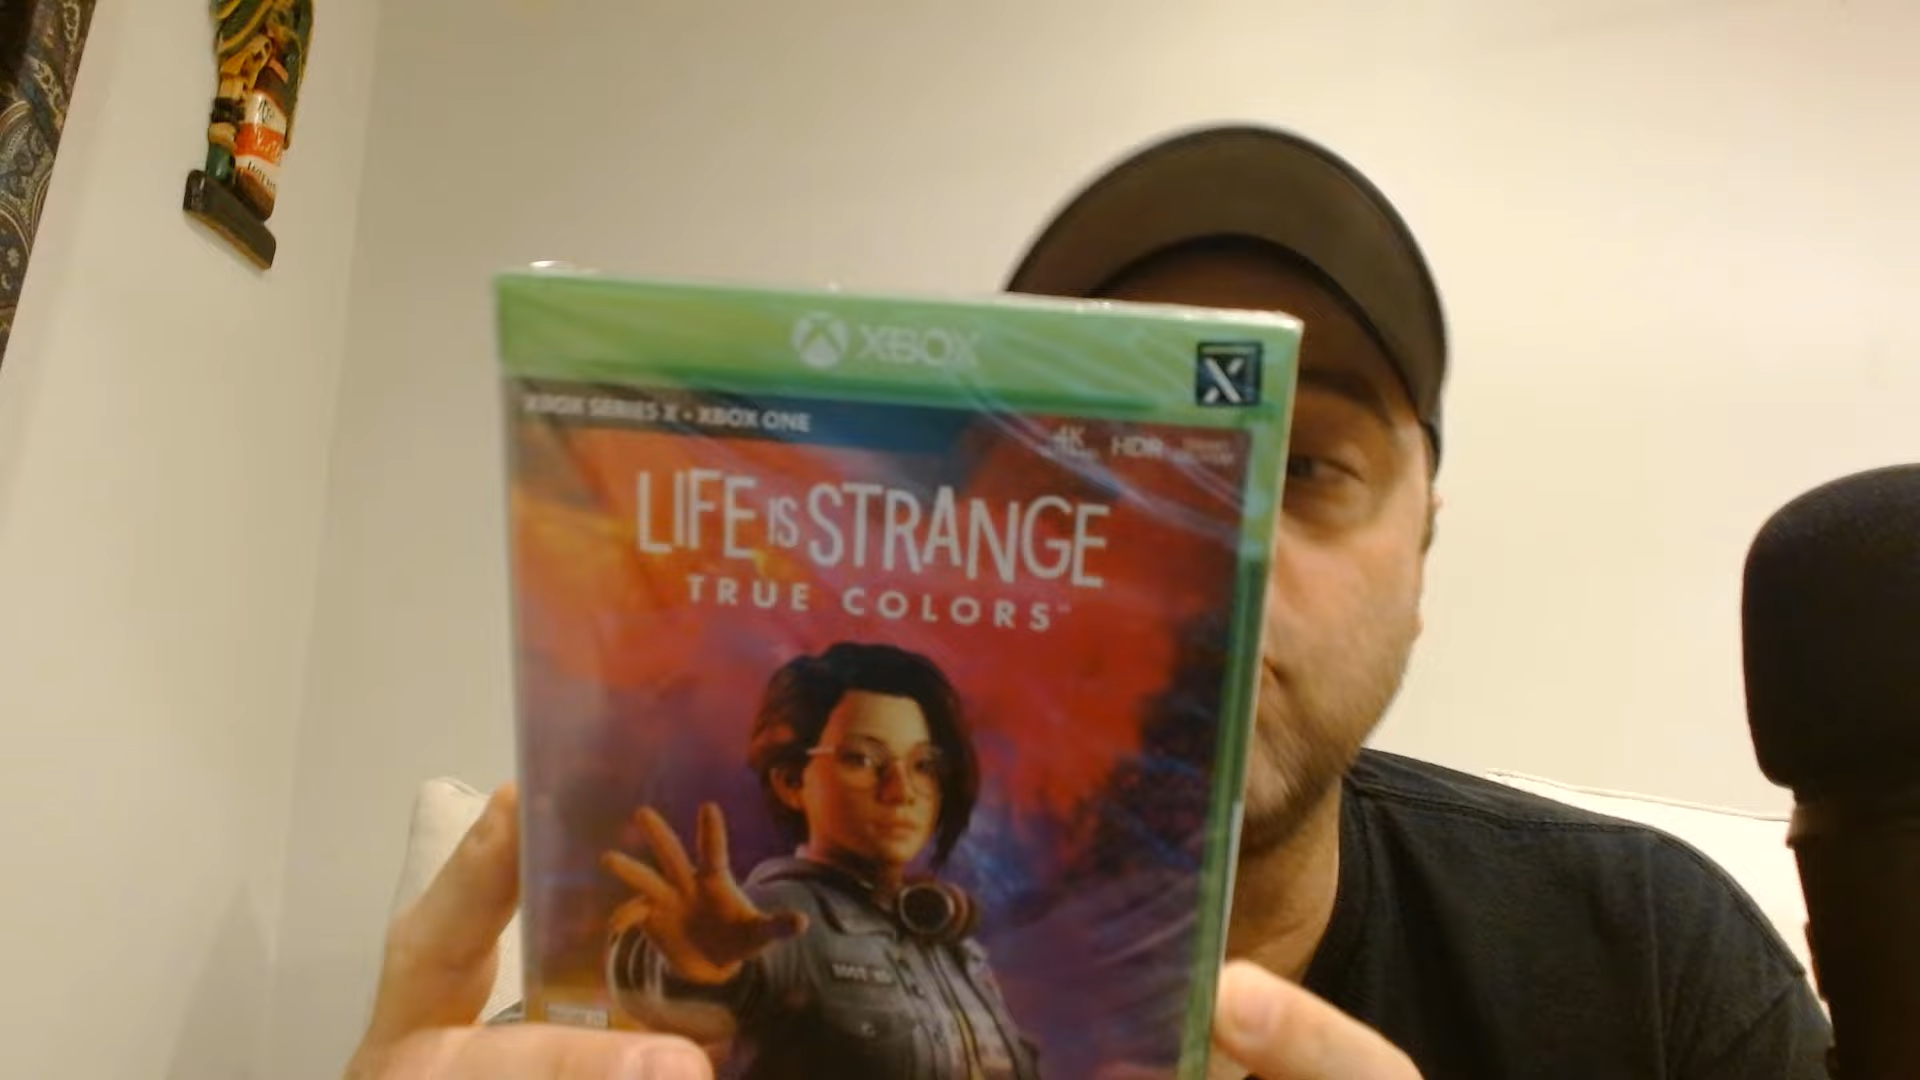 XBOX
XBOX SERIES X • XBOX ONE
4K
HDR
LIFE IS STRANGE
TRUE COLORS